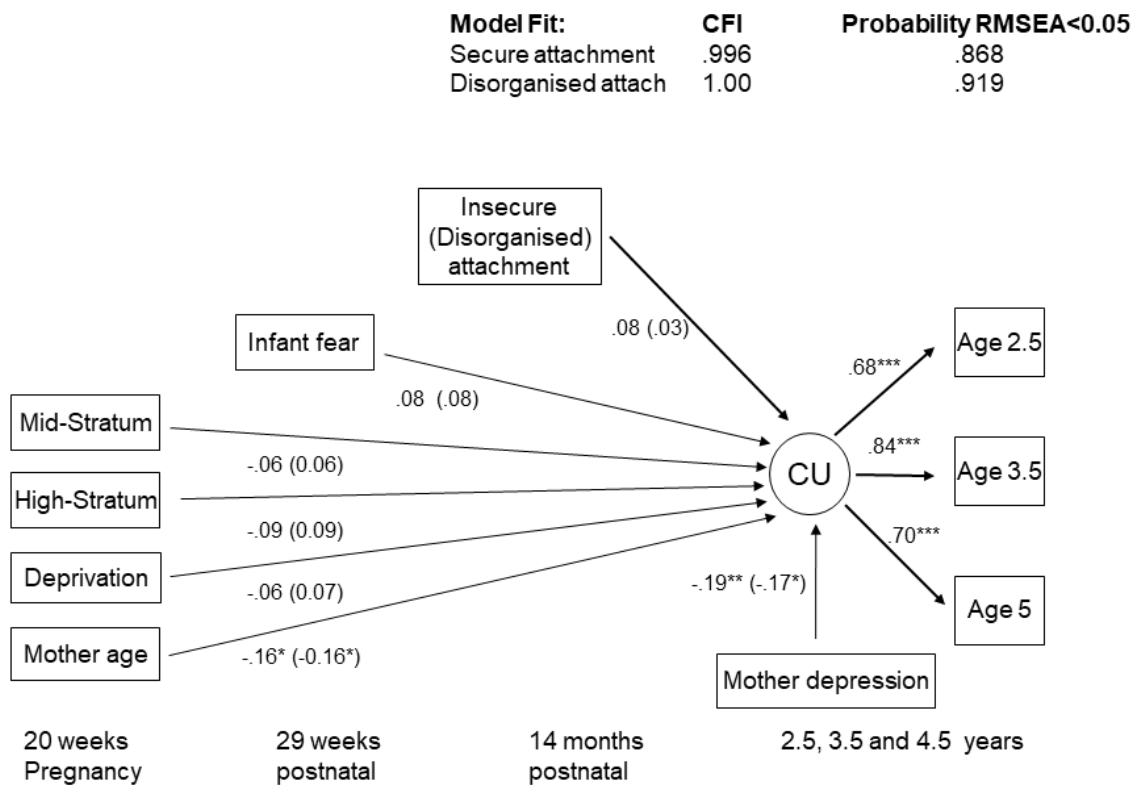 Model Fit: CFI Probability RMSEA<0.05
Secure attachment .996 .868
Disorganised attach 1.00 .919
Insecure
(Disorganised)
attachment
.08 (.03)
Infant fear
.08 (.08)
Age 2.5
.68***
Mid-Stratum
-.06 (0.06)
.84***
Age 3.5
CU
High-Stratum
-.09 (0.09)
.70***
Deprivation
-.06 (0.07)
-.19** (-.17*)
Age 5
Mother age
-.16* (-0.16*)
Mother depression
20 weeks
Pregnancy
29 weeks
postnatal
14 months
postnatal
2.5, 3.5 and 4.5 years